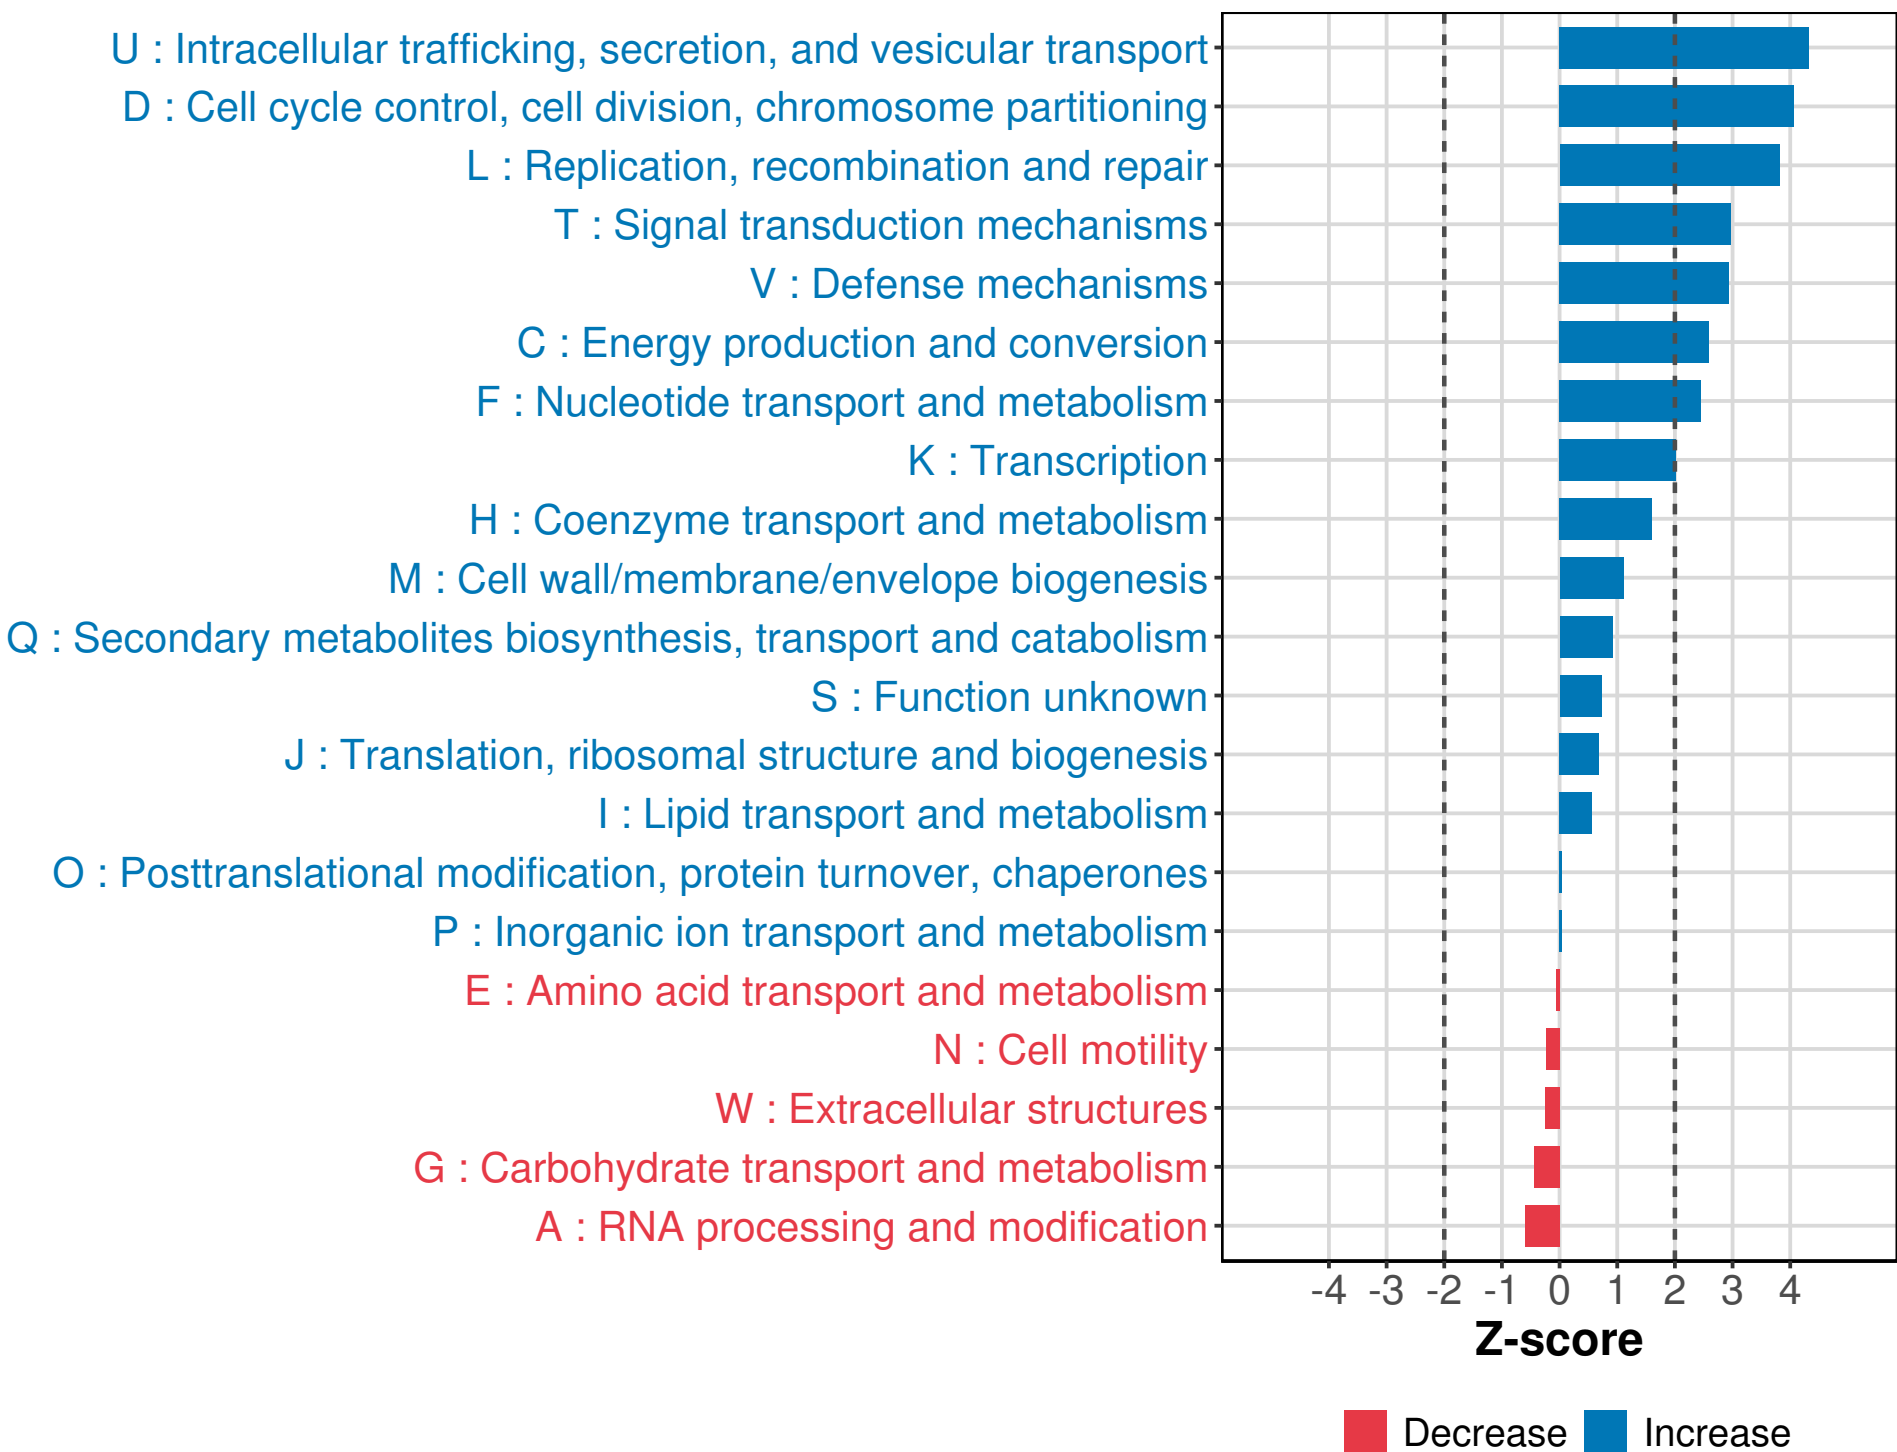 U : Intracellular trafficking, secretion, and vesicular transport
D : Cell cycle control, cell division, chromosome partitioning
L : Replication, recombination and repair
T : Signal transduction mechanisms
V : Defense mechanisms
C : Energy production and conversion
F : Nucleotide transport and metabolism
K : Transcription
H : Coenzyme transport and metabolism
M : Cell wall/membrane/envelope biogenesis
Q : Secondary metabolites biosynthesis, transport and catabolism
S : Function unknown
J : Translation, ribosomal structure and biogenesis
I : Lipid transport and metabolism
O : Posttranslational modification, protein turnover, chaperones
P : Inorganic ion transport and metabolism
E : Amino acid transport and metabolism
N : Cell motility
W : Extracellular structures
G : Carbohydrate transport and metabolism
A : RNA processing and modification
-4 -3 -2 -1 0 1 2 3 4
Z-score
Decrease Increase